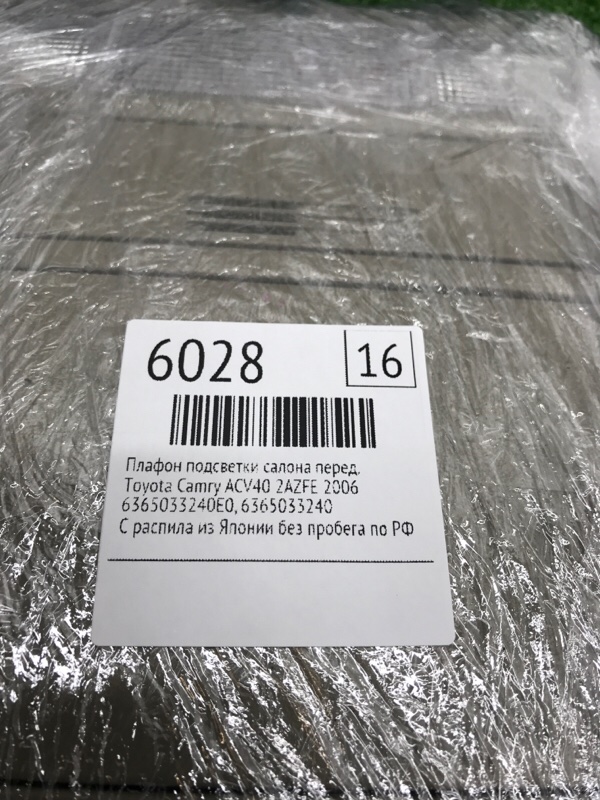 6028
16
Плафон подсветки салона перед.
Toyota Camry ACV40 2AZFE 2006
6365033240E0, 6365033240
С распила из Японии без пробега по РФ